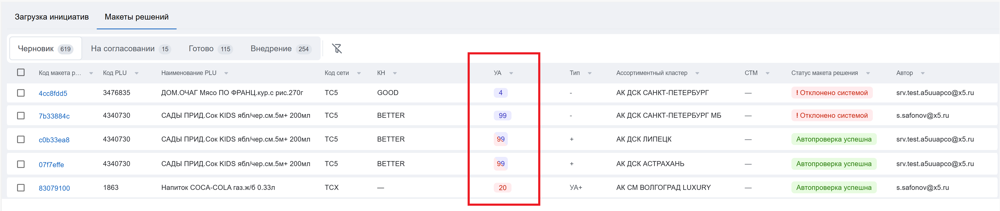 Загрузка инициатив Макеты решений
Черновик 619 На согласовании 15 Готово 115 Внедрение 254
Код макета р... Код PLU Наименование PLU Код сети КН УА Тип Ассортиментный кластер СТМ Статус макета решения Автор
4cc8fdd5 3476835 ДОМ.ОЧАГ Мясо ПО ФРАНЦ.кур.с рис.270г TC5 GOOD 4 - АК ДСК САНКТ-ПЕТЕРБУРГ — ! Отклонено системой srv.test.a5uuapco@x5.ru
7b33884c 4340730 САДЫ ПРИД.Сок KIDS ябл/чер.см.5м+ 200мл TC5 BETTER 99 - АК ДСК САНКТ-ПЕТЕРБУРГ МБ — ! Отклонено системой s.safonov@x5.ru
c0b33ea8 4340730 САДЫ ПРИД.Сок KIDS ябл/чер.см.5м+ 200мл TC5 BETTER 99 + АК ДСК ЛИПЕЦК — Автопроверка успешна srv.test.a5uuapco@x5.ru
07f7effe 4340730 САДЫ ПРИД.Сок KIDS ябл/чер.см.5м+ 200мл TC5 BETTER 99 + АК ДСК АСТРАХАНЬ — Автопроверка успешна srv.test.a5uuapco@x5.ru
83079100 1863 Напиток COCA-COLA газ.ж/б 0.33л TCX — 20 УА+ АК СМ ВОЛГОГРАД LUXURY — Автопроверка успешна s.safonov@x5.ru